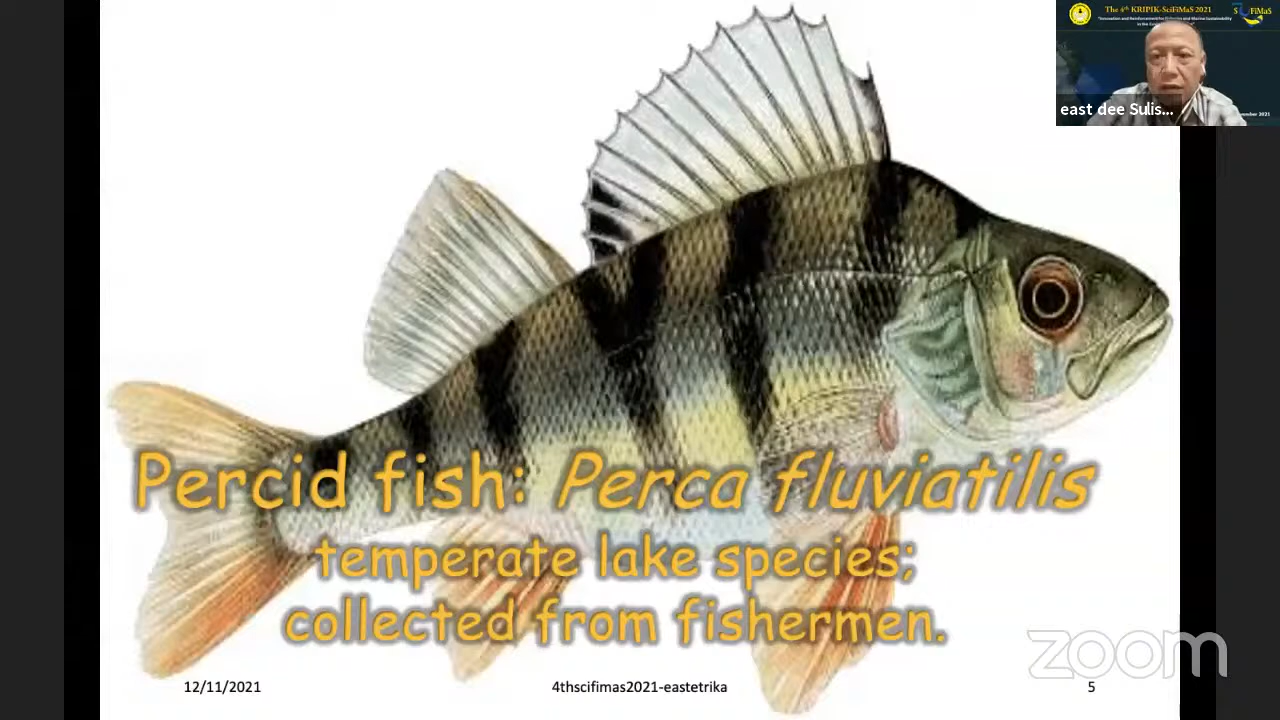 The 4th KRIPIK-SciFiMaS 2021
SciFiMaS
east dee Sulis...
Percid fish: Perca fluviatilis
temperate lake species;
collected from fishermen.
zoom
12/11/2021
4thscifimas2021-eastetrika
5